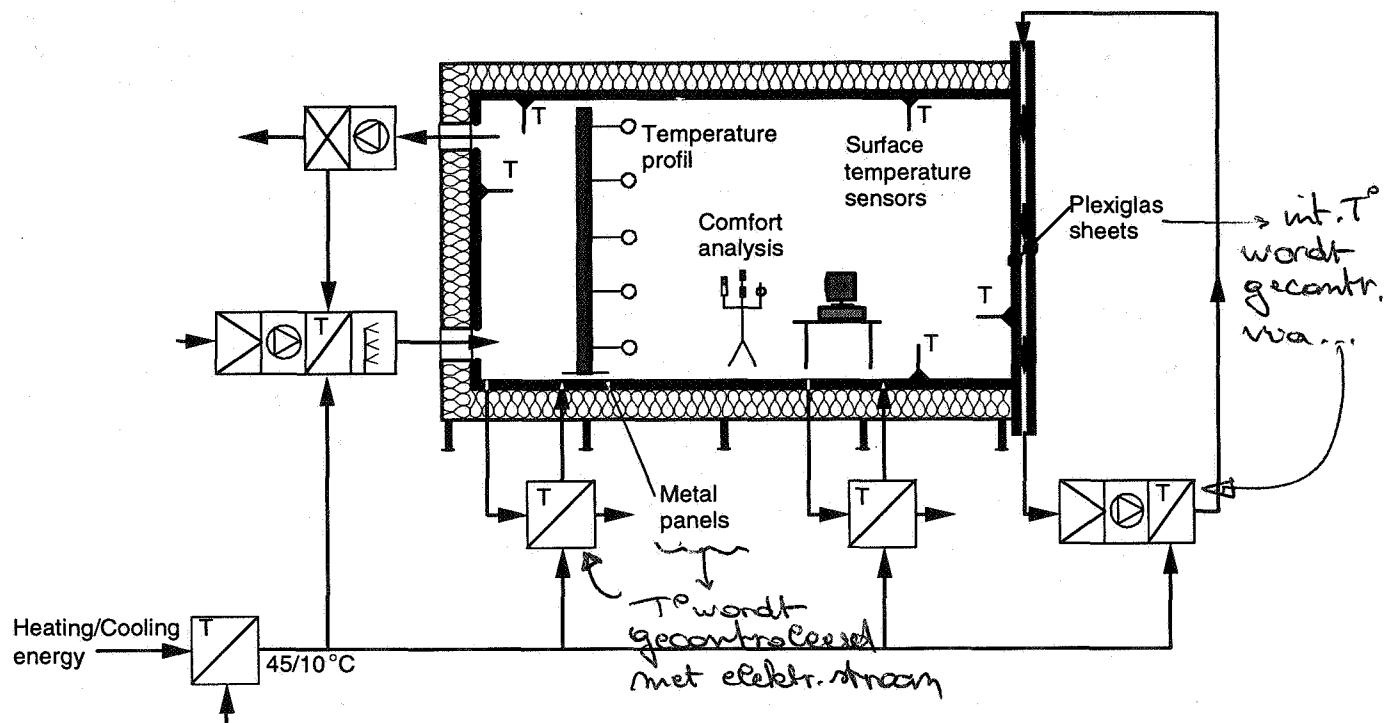 T
T
Temperature
profil
Surface
temperature
sensors
T
Comfort
analysis
Plexiglas
sheets
int. T°
wordt
gecontr.
via...
T
T
T
T
T
T
Metal
panels
T° wordt
gecontroleerd
met elektr. stroom
Heating/Cooling
energy
T
45/10 °C